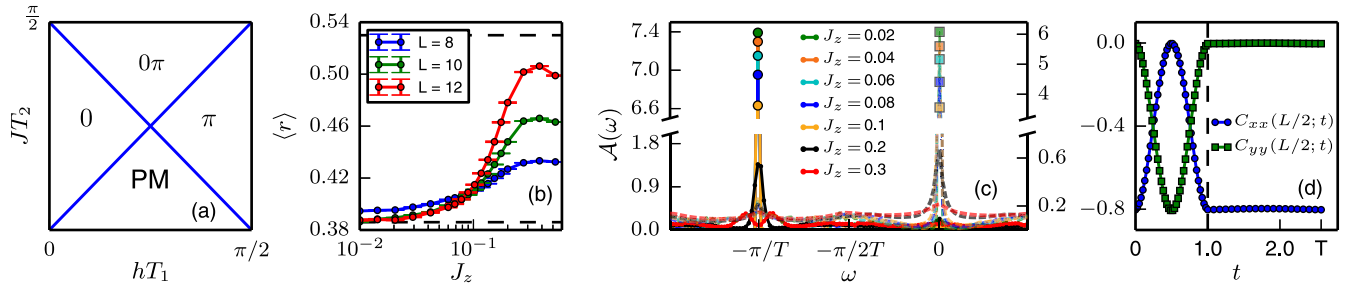 π/2
JT₂
0π
0
π
PM
(a)
π/2
hT₁
0.54
0.50
0.46
0.42
0.38
⟨r⟩
L = 8
L = 10
L = 12
(b)
10⁻²
10⁻¹
J_z
7.4
7.0
6.6
1.8
0.9
0.0
𝒜(ω)
J_z = 0.02
J_z = 0.04
J_z = 0.06
J_z = 0.08
J_z = 0.1
J_z = 0.2
J_z = 0.3
6
5
4
0.6
0.2
(c)
−π/T
−π/2T
0
ω
0.0
−0.4
−0.8
C_xx(L/2; t)
C_yy(L/2; t)
(d)
0
1.0
2.0
T
t